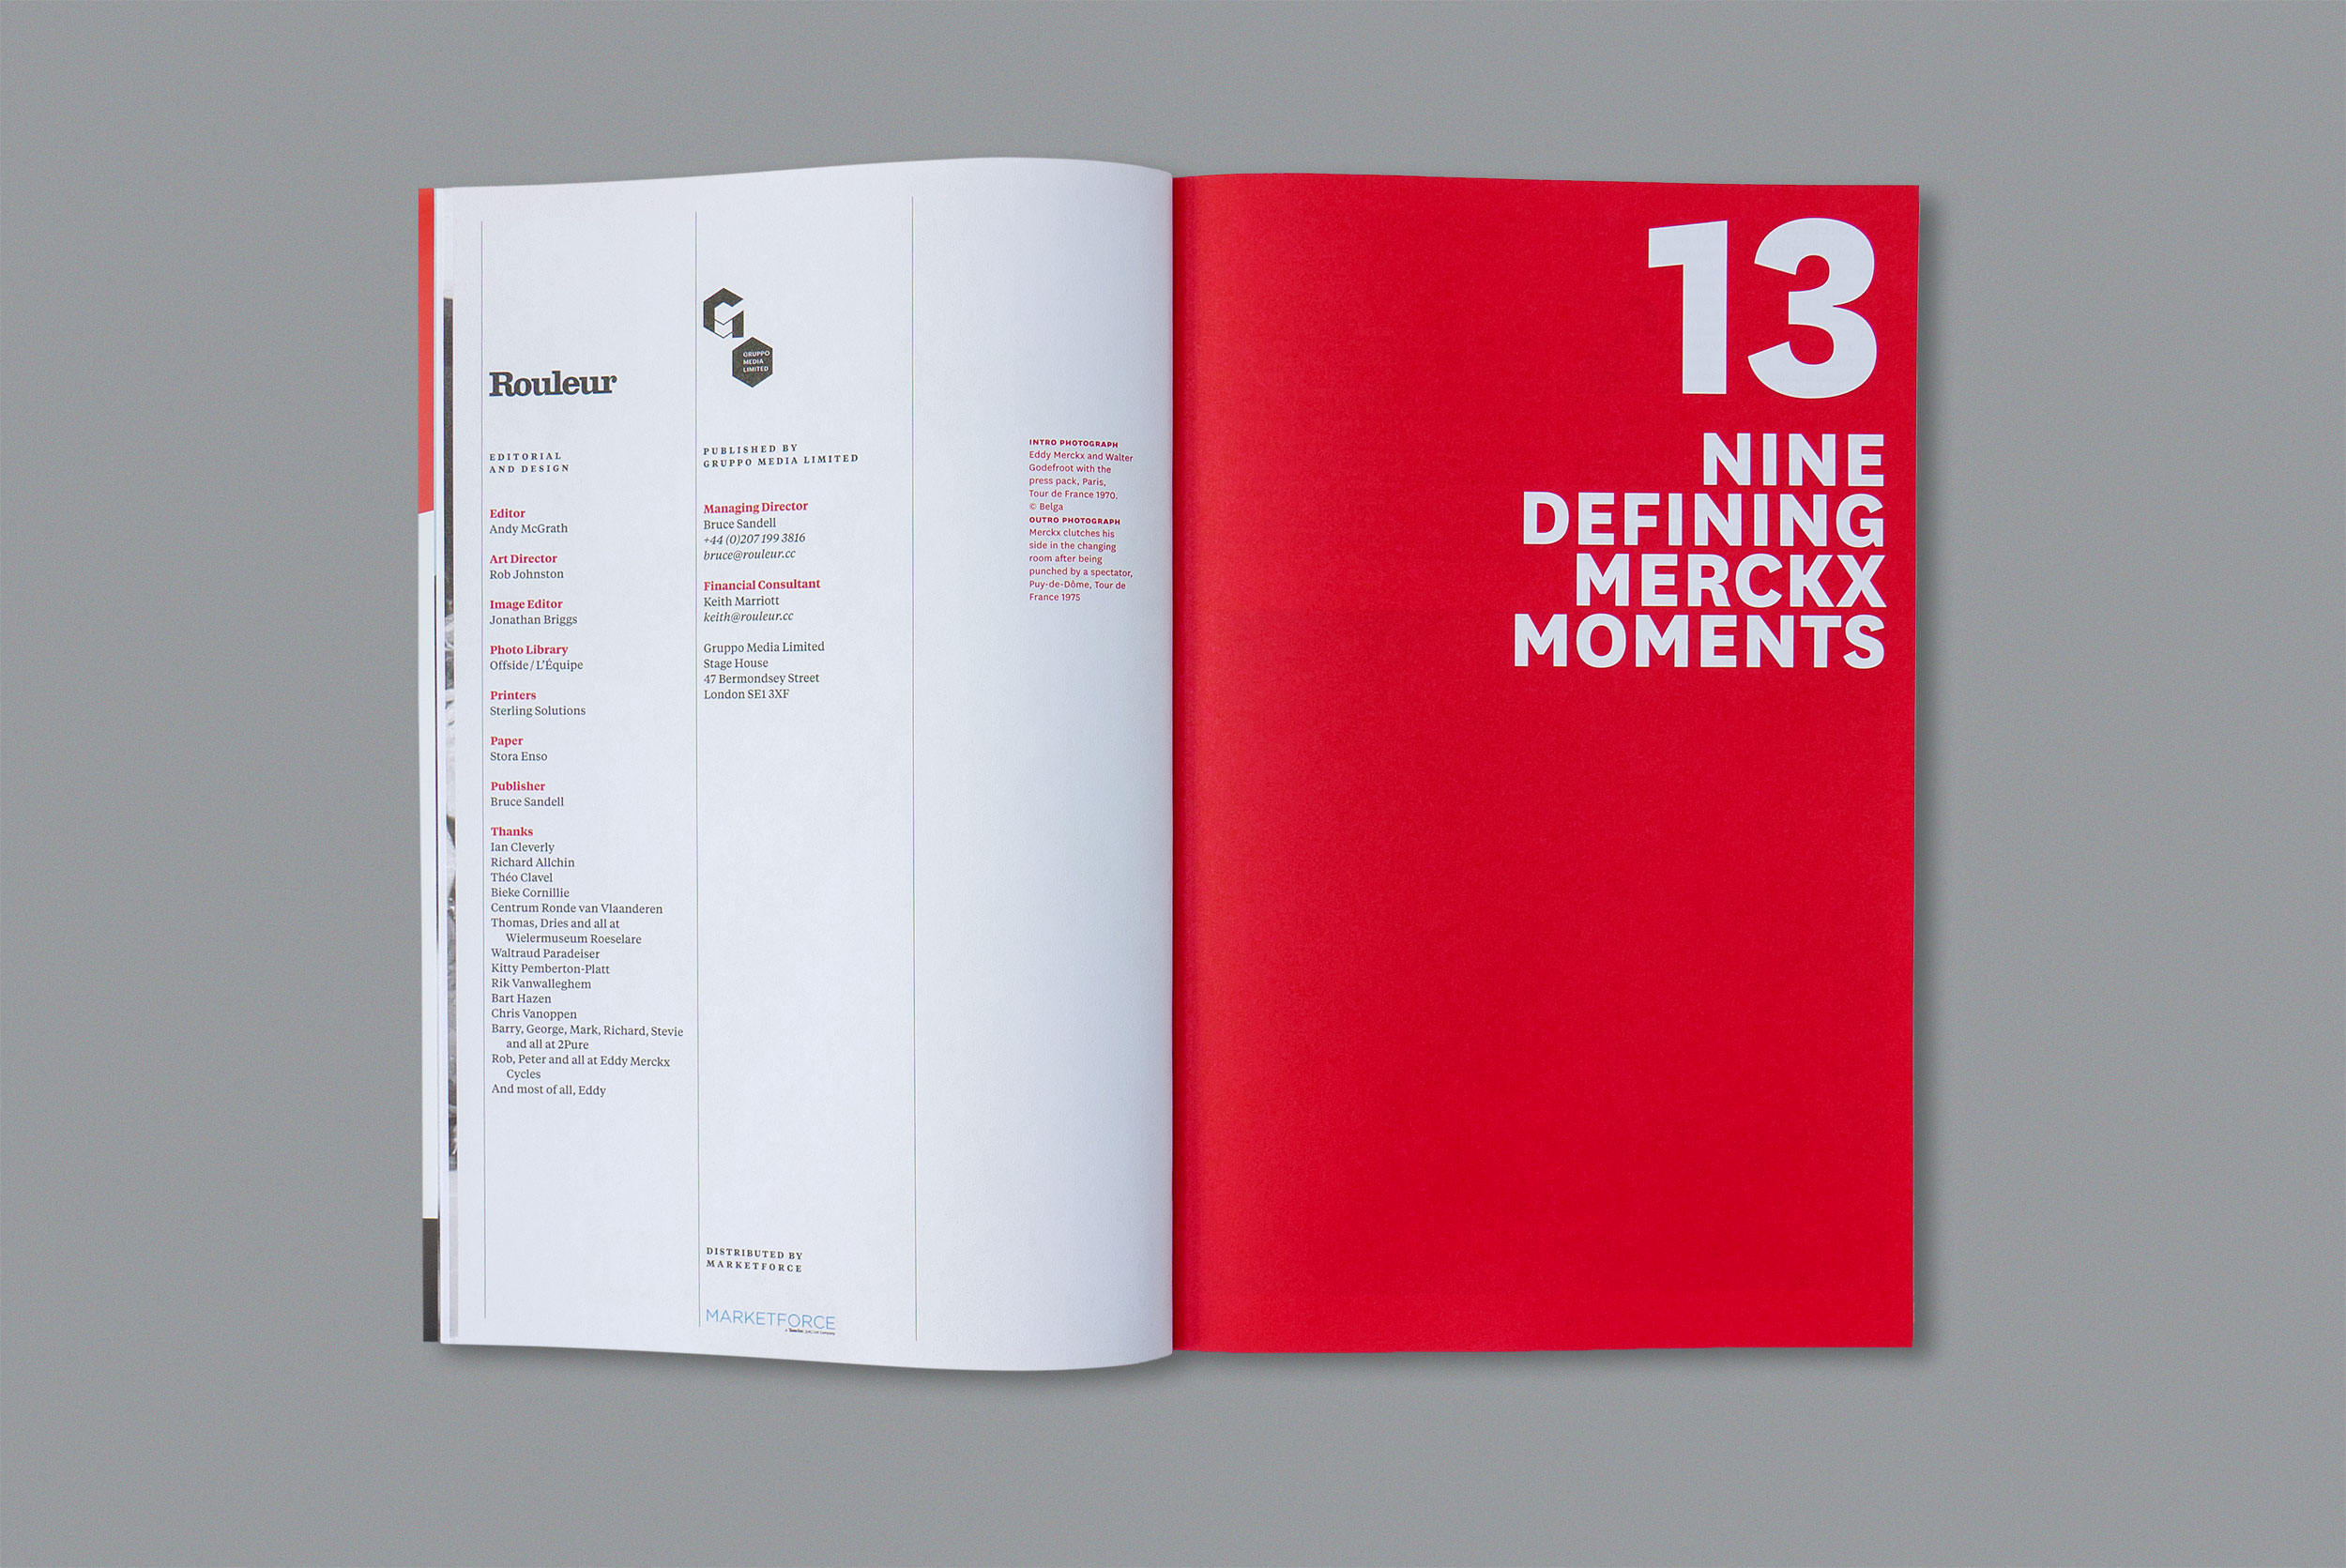 Rouleur
EDITORIAL
AND DESIGN
Editor
Andy McGrath
Art Director
Rob Johnston
Image Editor
Jonathan Briggs
Photo Library
Offside / L'Équipe
Printers
Sterling Solutions
Paper
Stora Enso
Publisher
Bruce Sandell
Thanks
Ian Cleverly
Richard Allchin
Théo Clavel
Bieke Cornillie
Centrum Ronde van Vlaanderen
Thomas, Dries and all at
Wielermuseum Roeselare
Waltraud Paradeiser
Kitty Pemberton-Platt
Rik Vanwalleghem
Bart Hazen
Chris Vanoppen
Barry, George, Mark, Richard, Stevie
and all at 2Pure
Rob, Peter and all at Eddy Merckx
Cycles
And most of all, Eddy
GRUPPO
MEDIA
LIMITED
PUBLISHED BY
GRUPPO MEDIA LIMITED
Managing Director
Bruce Sandell
+44 (0)207 199 3816
bruce@rouleur.cc
Financial Consultant
Keith Marriott
keith@rouleur.cc
Gruppo Media Limited
Stage House
47 Bermondsey Street
London SE1 3XF
DISTRIBUTED BY
MARKETFORCE
MARKETFORCE
INTRO PHOTOGRAPH
Eddy Merckx and Walter
Godefroot with the
press pack, Paris,
Tour de France 1970.
© Belga
OUTRO PHOTOGRAPH
Merckx clutches his
side in the changing
room after being
punched by a spectator,
Puy-de-Dôme, Tour de
France 1975
13
NINE
DEFINING
MERCKX
MOMENTS